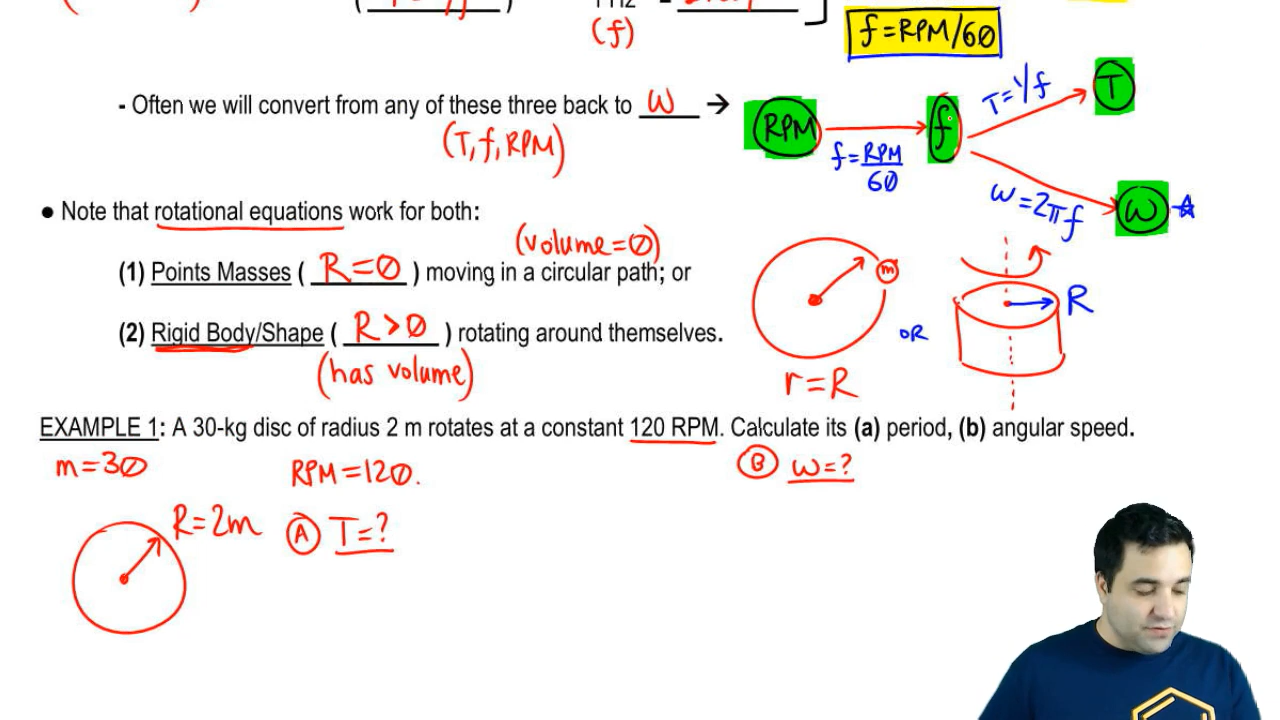 (f)
f = RPM/60
- Often we will convert from any of these three back to ω →
(T, f, RPM)
RPM
f = RPM/60
f
T = 1/f
T
ω = 2πf
ω
● Note that rotational equations work for both:
(volume = 0)
(1) Points Masses ( R = 0 ) moving in a circular path; or
(2) Rigid Body/Shape ( R > 0 ) rotating around themselves.
(has volume)
m
r = R
OR
R
EXAMPLE 1: A 30-kg disc of radius 2 m rotates at a constant 120 RPM. Calculate its (a) period, (b) angular speed.
m = 30
RPM = 120.
B ω = ?
R = 2m
A T = ?